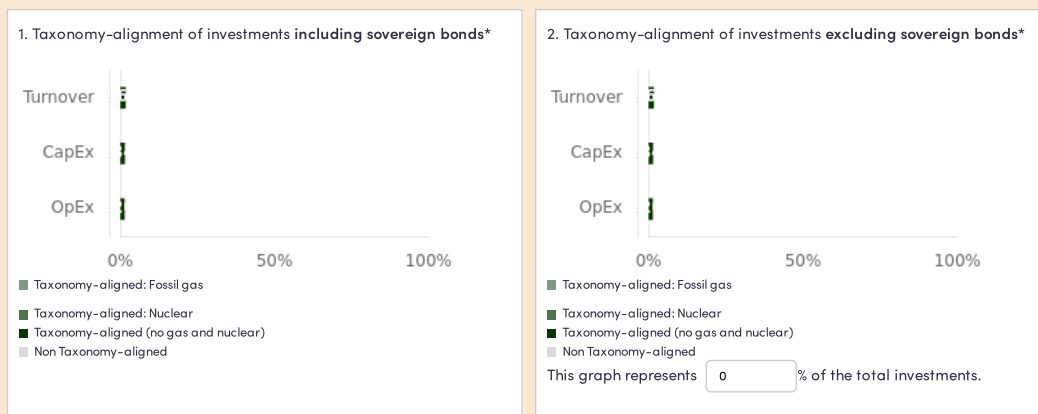 1. Taxonomy-alignment of investments including sovereign bonds*
Turnover
CapEx
OpEx
0% 50% 100%
Taxonomy-aligned: Fossil gas
Taxonomy-aligned: Nuclear
Taxonomy-aligned (no gas and nuclear)
Non Taxonomy-aligned
2. Taxonomy-alignment of investments excluding sovereign bonds*
Turnover
CapEx
OpEx
0% 50% 100%
Taxonomy-aligned: Fossil gas
Taxonomy-aligned: Nuclear
Taxonomy-aligned (no gas and nuclear)
Non Taxonomy-aligned
This graph represents 0 % of the total investments.